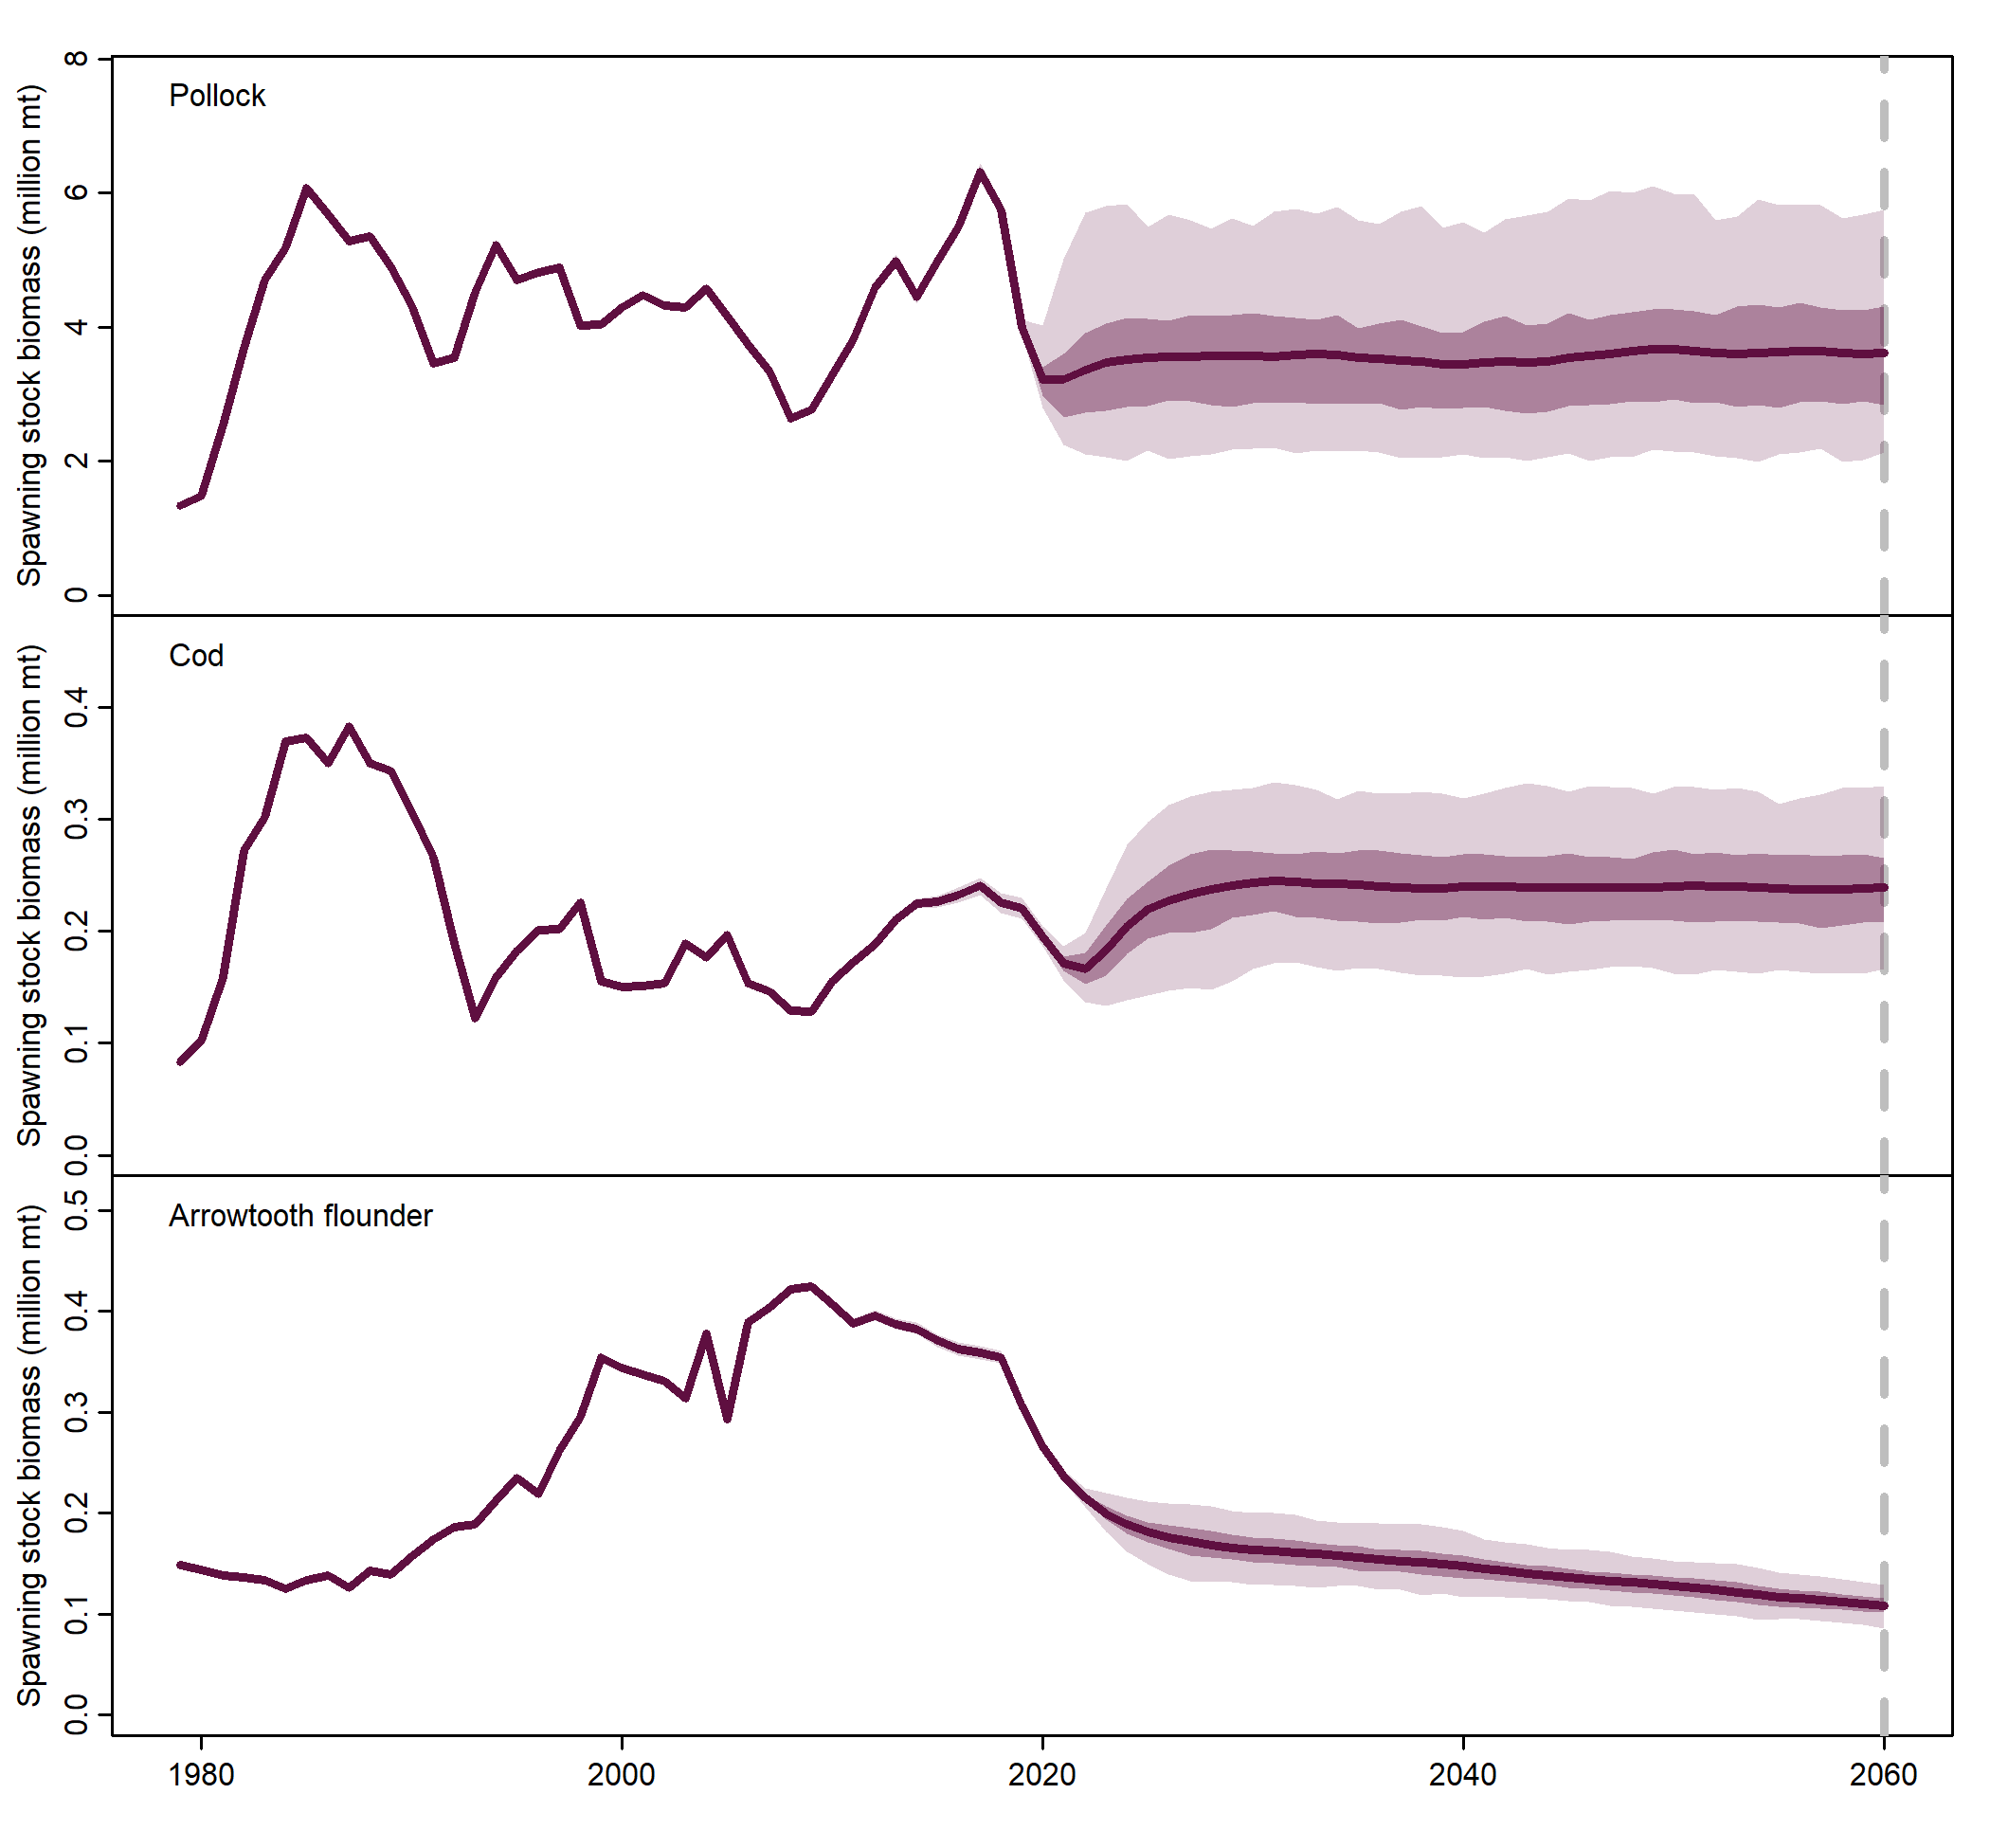 Spawning stock biomass (million mt)
8
6
4
2
0
Pollock
Spawning stock biomass (million mt)
0.4
0.3
0.2
0.1
0.0
Cod
Spawning stock biomass (million mt)
0.5
0.4
0.3
0.2
0.1
0.0
Arrowtooth flounder
1980 2000 2020 2040 2060